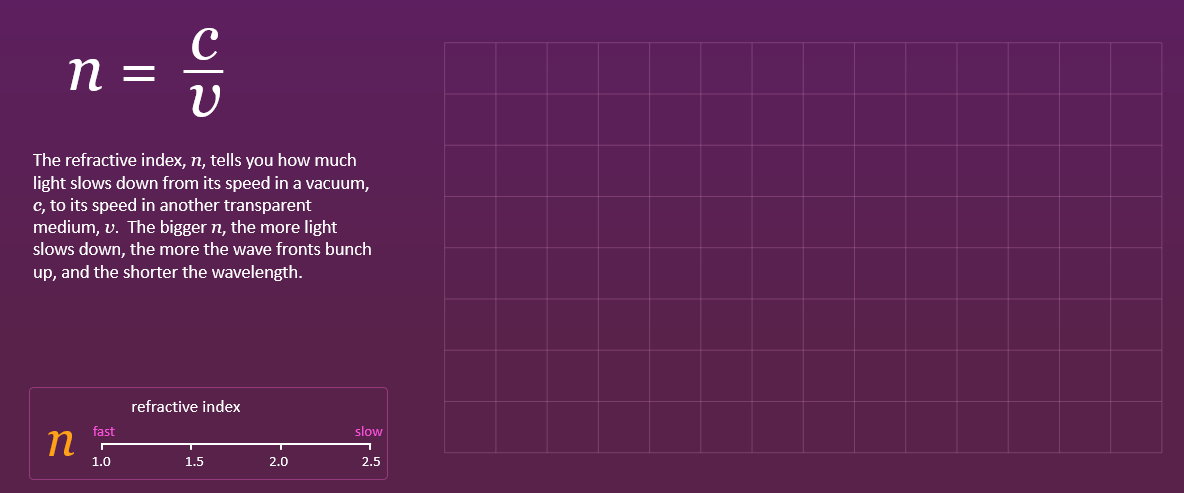 n = c/v
The refractive index, n, tells you how much
light slows down from its speed in a vacuum,
c, to its speed in another transparent
medium, v.  The bigger n, the more light
slows down, the more the wave fronts bunch
up, and the shorter the wavelength.
refractive index
n
fast slow
1.0 1.5 2.0 2.5